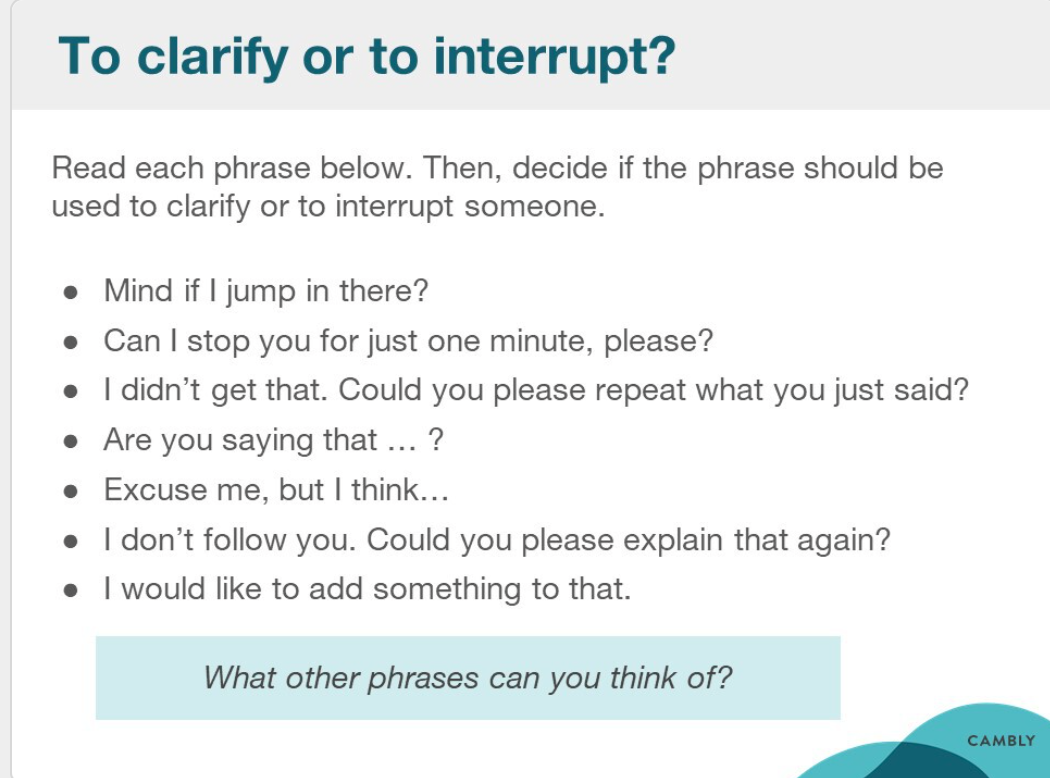 To clarify or to interrupt?
Read each phrase below. Then, decide if the phrase should be
used to clarify or to interrupt someone.
● Mind if I jump in there?
● Can I stop you for just one minute, please?
● I didn’t get that. Could you please repeat what you just said?
● Are you saying that … ?
● Excuse me, but I think…
● I don’t follow you. Could you please explain that again?
● I would like to add something to that.
What other phrases can you think of?
CAMBLY